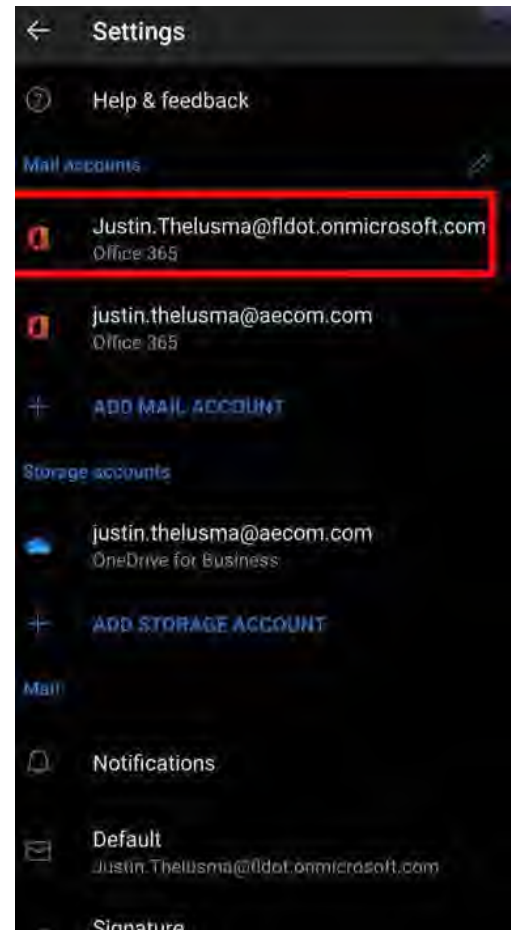 Settings
Help & feedback
Mail accounts
Justin.Thelusma@fldot.onmicrosoft.com
Office 365
justin.thelusma@aecom.com
Office 365
ADD MAIL ACCOUNT
Storage accounts
justin.thelusma@aecom.com
OneDrive for Business
ADD STORAGE ACCOUNT
Mail
Notifications
Default
Justin.Thelusma@fldot.onmicrosoft.com
Signature